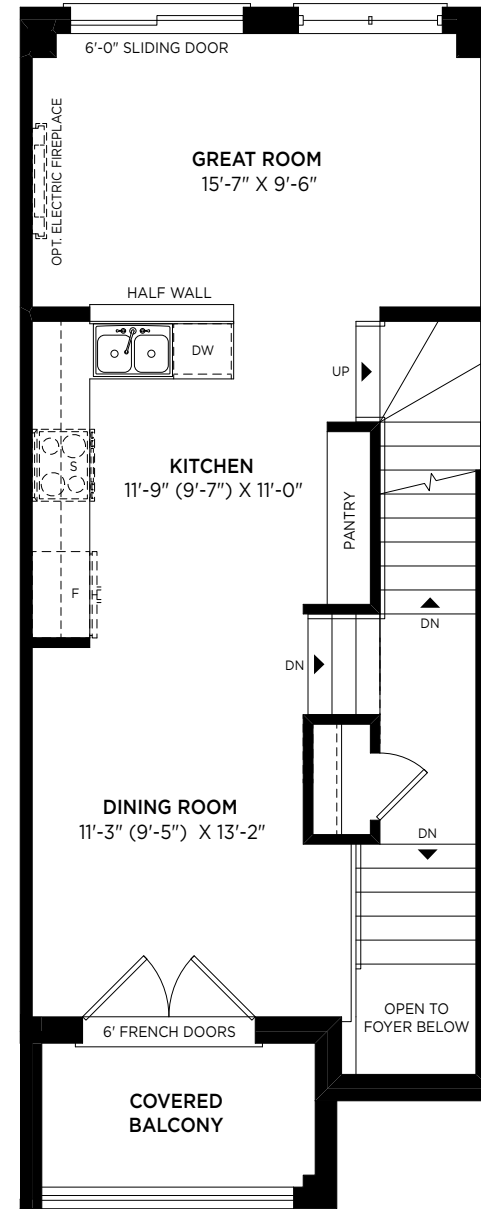 6'-0" SLIDING DOOR
OPT. ELECTRIC FIREPLACE
GREAT ROOM
15'-7" X 9'-6"
HALF WALL
DW
UP
S
KITCHEN
11'-9" (9'-7") X 11'-0"
PANTRY
F
DN
DN
DINING ROOM
11'-3" (9'-5") X 13'-2"
DN
OPEN TO
FOYER BELOW
6' FRENCH DOORS
COVERED
BALCONY